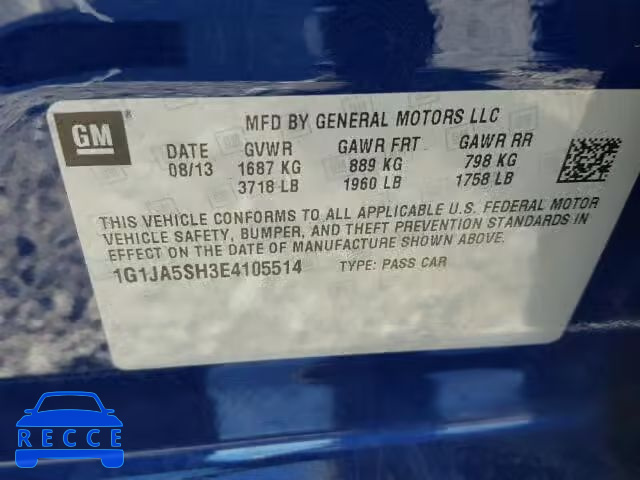 GM
MFD BY GENERAL MOTORS LLC
DATE GVWR GAWR FRT GAWR RR
08/13 1687 KG 889 KG 798 KG
3718 LB 1960 LB 1758 LB
THIS VEHICLE CONFORMS TO ALL APPLICABLE U.S. FEDERAL MOTOR
VEHICLE SAFETY, BUMPER, AND THEFT PREVENTION STANDARDS IN
EFFECT ON THE DATE OF MANUFACTURE SHOWN ABOVE.
1G1JA5SH3E4105514 TYPE: PASS CAR
RECCE